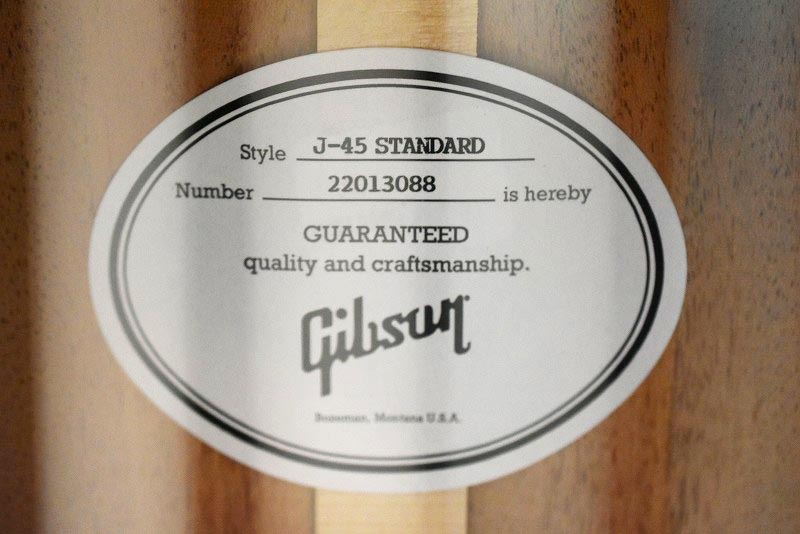 Style J-45 STANDARD
Number 22013088 is hereby
GUARANTEED
quality and craftsmanship.
Gibson
Bozeman, Montana U.S.A.